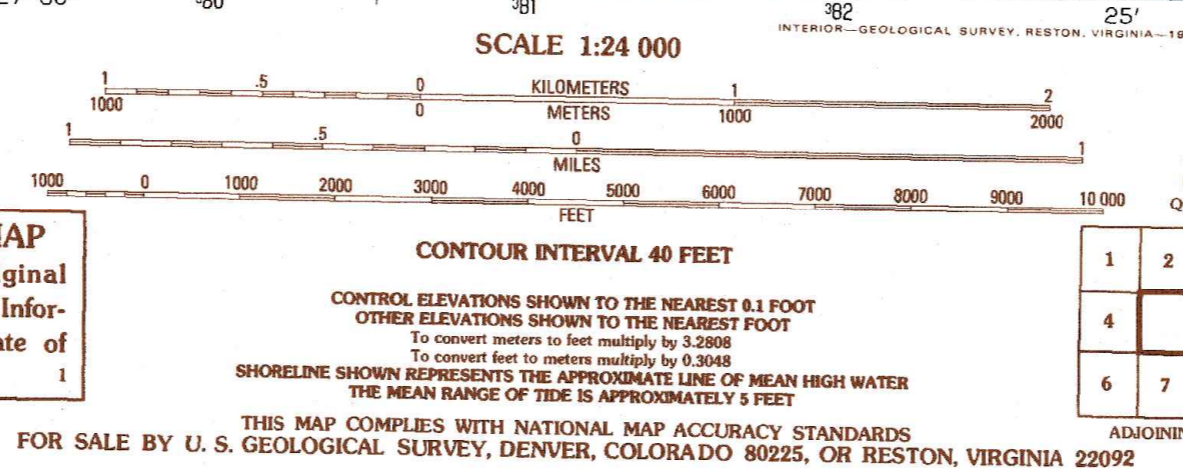 381 382 25'
INTERIOR—GEOLOGICAL SURVEY, RESTON, VIRGINIA—19
SCALE 1:24 000
1 .5 0 KILOMETERS 1 2
1000 0 METERS 1000 2000
1 .5 0 1
MILES
1000 0 1000 2000 3000 4000 5000 6000 7000 8000 9000 10 000
FEET
CONTOUR INTERVAL 40 FEET
CONTROL ELEVATIONS SHOWN TO THE NEAREST 0.1 FOOT
OTHER ELEVATIONS SHOWN TO THE NEAREST FOOT
To convert meters to feet multiply by 3.2808
To convert feet to meters multiply by 0.3048
SHORELINE SHOWN REPRESENTS THE APPROXIMATE LINE OF MEAN HIGH WATER
THE MEAN RANGE OF TIDE IS APPROXIMATELY 5 FEET
THIS MAP COMPLIES WITH NATIONAL MAP ACCURACY STANDARDS
FOR SALE BY U. S. GEOLOGICAL SURVEY, DENVER, COLORADO 80225, OR RESTON, VIRGINIA 22092
AP
ginal
Infor-
te of
1
Q
1 2
4
6 7
ADJOININ